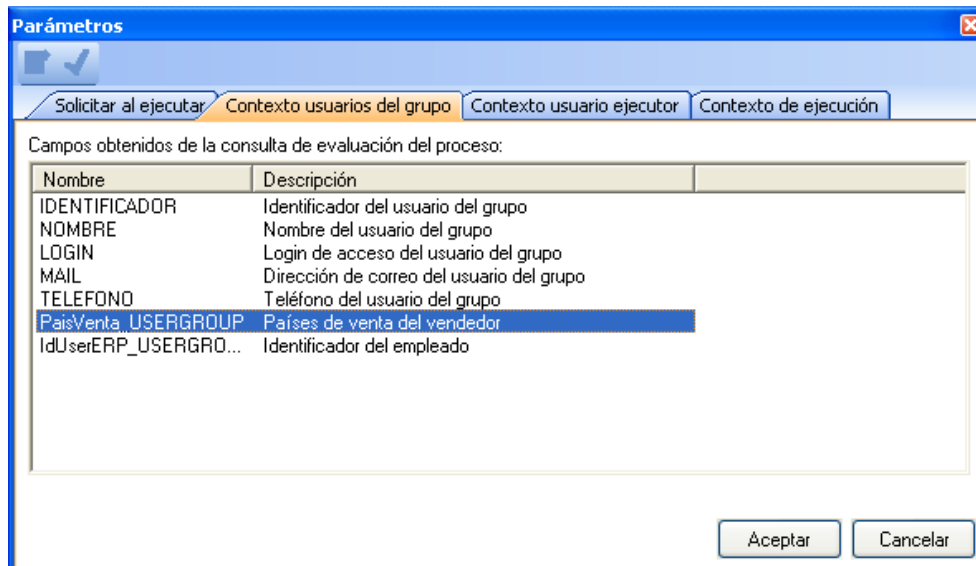 Parámetros
Solicitar al ejecutar Contexto usuarios del grupo Contexto usuario ejecutor Contexto de ejecución
Campos obtenidos de la consulta de evaluación del proceso:
Nombre Descripción
IDENTIFICADOR Identificador del usuario del grupo
NOMBRE Nombre del usuario del grupo
LOGIN Login de acceso del usuario del grupo
MAIL Dirección de correo del usuario del grupo
TELEFONO Teléfono del usuario del grupo
PaisVenta_USERGROUP Países de venta del vendedor
IdUserERP_USERGRO... Identificador del empleado
Aceptar Cancelar